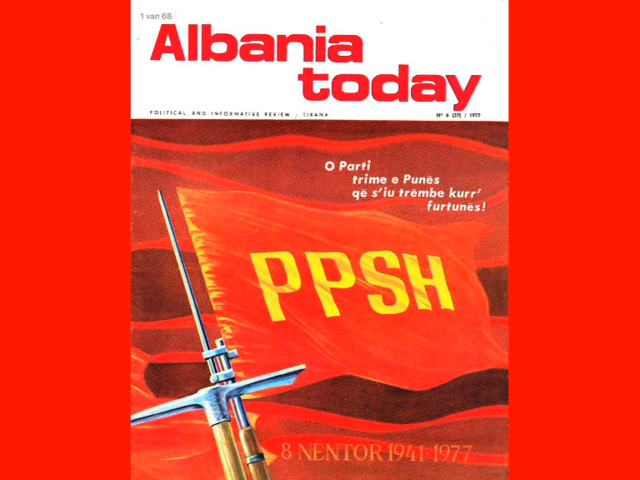 1 van 68
Albania
today
POLITICAL AND INFORMATIVE REVIEW / TIRANA
Nº 6 (37) / 1977
O Parti
trime e Punës
që s'iu trëmbe kurr'
furtunës!
PPSH
8 NËNTOR 1941-1977